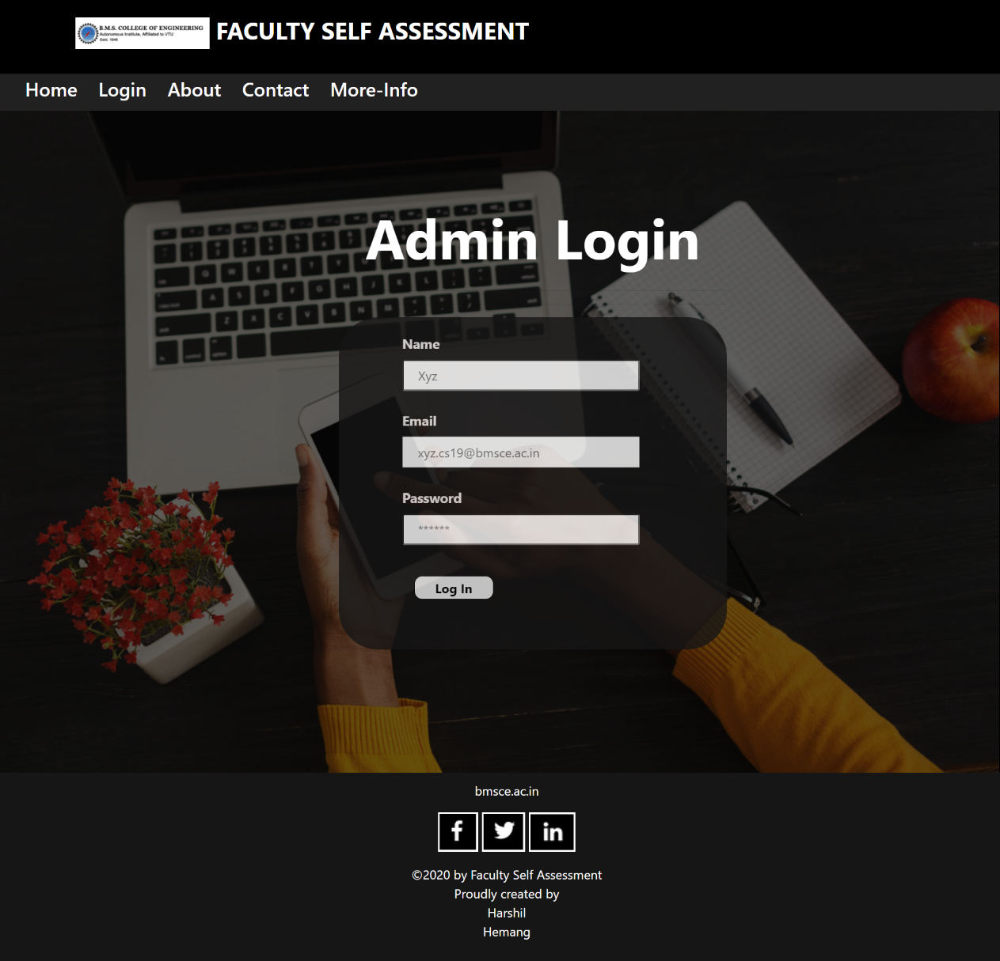 B.M.S. COLLEGE OF ENGINEERING
Autonomous Institute, Affiliated to VTU
Estd. 1946
FACULTY SELF ASSESSMENT
Home Login About Contact More-Info
Admin Login
Name
Xyz
Email
xyz.cs19@bmsce.ac.in
Password
******
Log In
bmsce.ac.in
©2020 by Faculty Self Assessment
Proudly created by
Harshil
Hemang